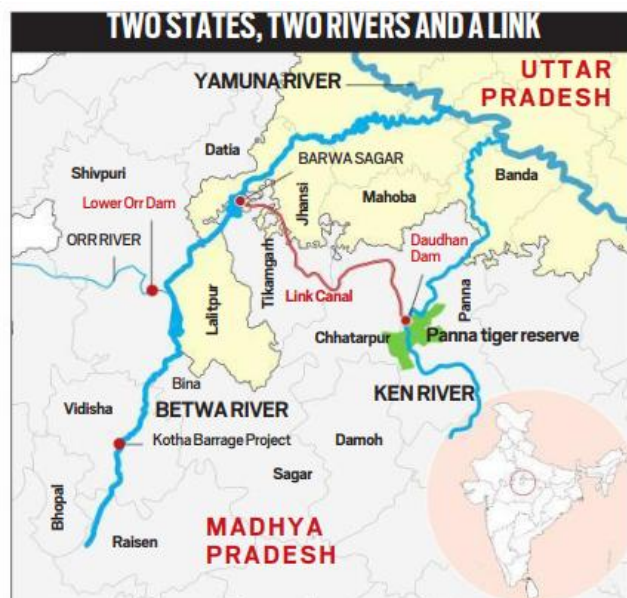 TWO STATES, TWO RIVERS AND A LINK
UTTAR
PRADESH
YAMUNA RIVER
Datia
BARWA SAGAR
Shivpuri
Banda
Lower Orr Dam
Jhansi
Mahoba
ORR RIVER
Daudhan
Dam
Tikamgarh
Link Canal
Lalitpur
Panna
Chhatarpur
Panna tiger reserve
Bina
KEN RIVER
Vidisha
BETWA RIVER
Kotha Barrage Project
Damoh
Sagar
Bhopal
MADHYA
PRADESH
Raisen